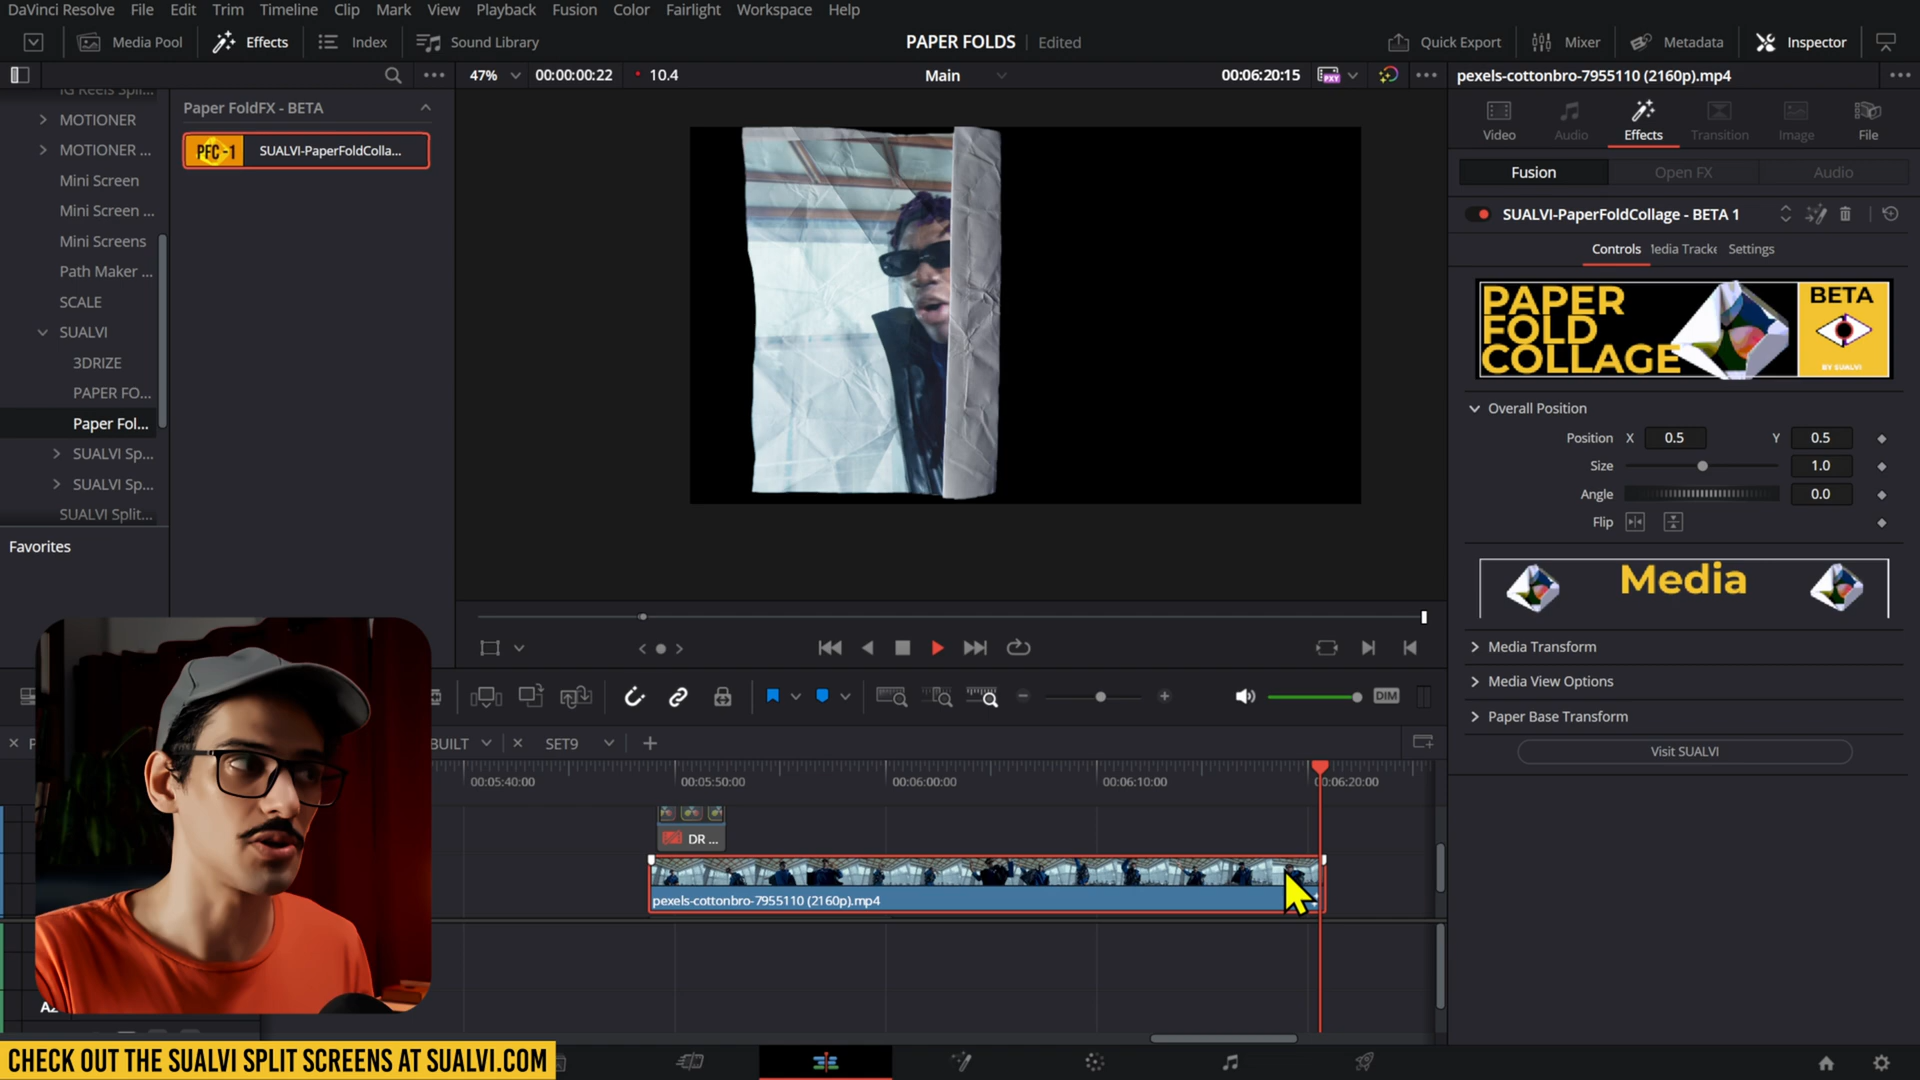 DaVinci Resolve File Edit Trim Timeline Clip Mark View Playback Fusion Color Fairlight Workspace Help
Media Pool Effects Index Sound Library PAPER FOLDS Edited Quick Export Mixer Metadata Inspector
47% 00:00:00:22 10.4 Main 00:06:20:15 PXY pexels-cottonbro-7955110 (2160p).mp4
IG Reels Spli...
Paper FoldFX - BETA
MOTIONER
MOTIONER ...
PFC -1 SUALVI-PaperFoldColla...
Mini Screen
Mini Screen ...
Mini Screens
Path Maker ...
SCALE
SUALVI
3DRIZE
PAPER FO...
Paper Fol...
SUALVI Sp...
SUALVI Sp...
SUALVI Split...
Favorites
Video Audio Effects Transition Image File
Fusion Open FX Audio
SUALVI-PaperFoldCollage - BETA 1
Controls Media Tracke Settings
PAPER
FOLD
COLLAGE
BETA
BY SUALVI
Overall Position
Position X 0.5 Y 0.5
Size 1.0
Angle 0.0
Flip
Media
Media Transform
Media View Options
Paper Base Transform
Visit SUALVI
DIM
BUILT SET9
00:05:40:00 00:05:50:00 00:06:00:00 00:06:10:00 00:06:20:00
DR ...
pexels-cottonbro-7955110 (2160p).mp4
CHECK OUT THE SUALVI SPLIT SCREENS AT SUALVI.COM